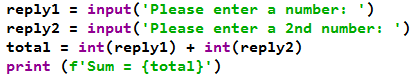 reply1 = input('Please enter a number: ')
reply2 = input('Please enter a 2nd number: ')
total = int(reply1) + int(reply2)
print (f'Sum = {total}')